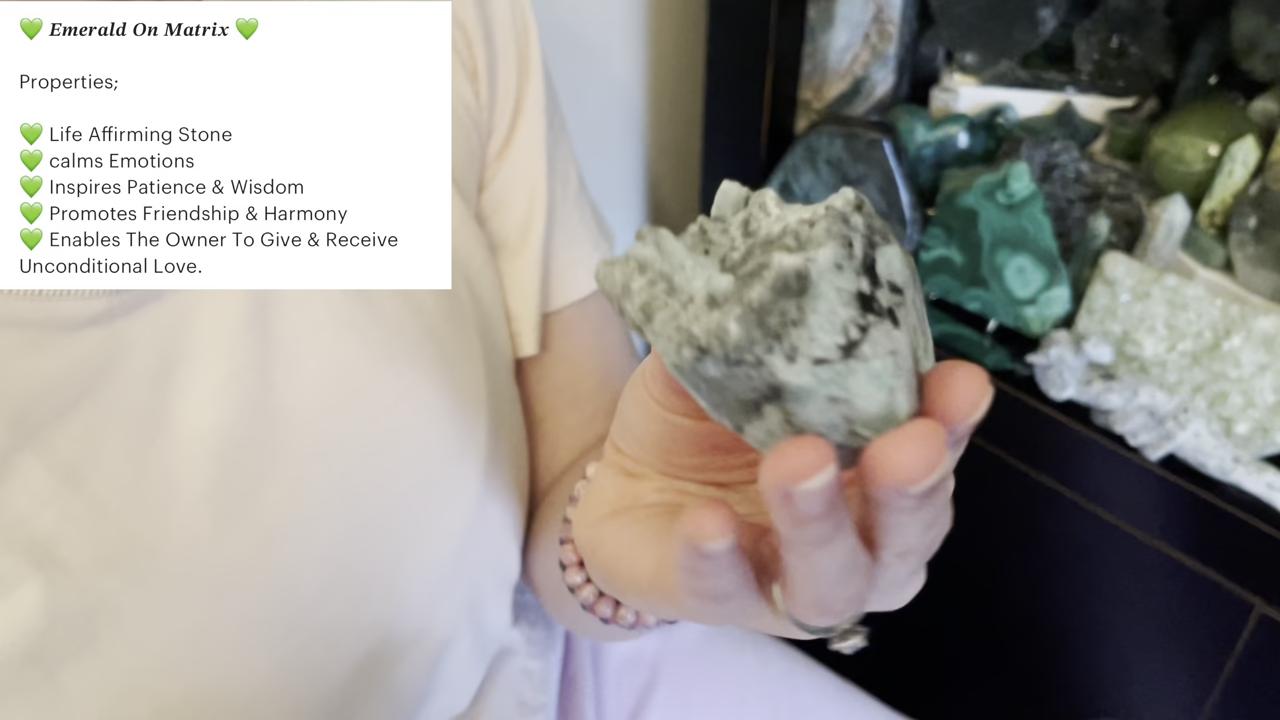 💚 Emerald On Matrix 💚
Properties;
💚 Life Affirming Stone
💚 calms Emotions
💚 Inspires Patience & Wisdom
💚 Promotes Friendship & Harmony
💚 Enables The Owner To Give & Receive
Unconditional Love.